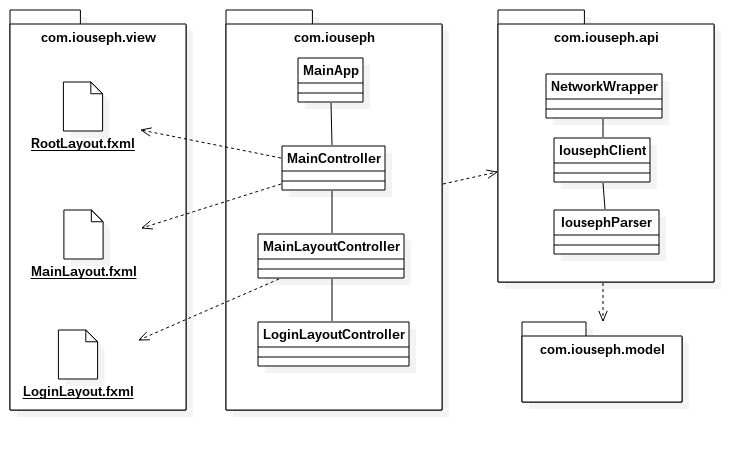 com.iouseph.view
RootLayout.fxml
MainLayout.fxml
LoginLayout.fxml
com.iouseph
MainApp
MainController
MainLayoutController
LoginLayoutController
com.iouseph.api
NetworkWrapper
IousephClient
IousephParser
com.iouseph.model